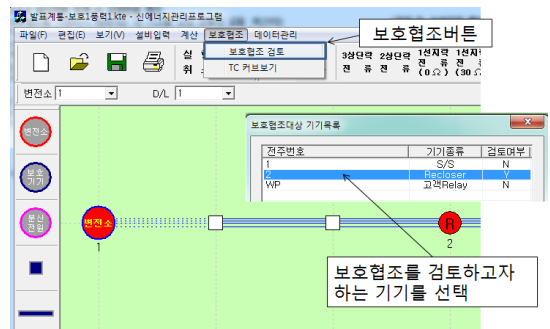 발표계통-보호1풍력1.kte - 신에너지관리프로그램
파일(F) 편집(E) 보기(V) 설비입력 계산 보호협조 데이터관리
보호협조버튼
보호협조 검토
TC 커브보기
실
취
3상단락
전 류
2상단락
전 류
1선지락
전 류
(0Ω)
1선지
전 류
(30
변전소 1 D/L 1
변전소
보호
기기
분산
전원
보호협조대상 기기목록
전주번호 기기종류 검토여부
1 S/S N
2 Recloser Y
WP 고객Relay N
변전소
1
R
2
보호협조를 검토하고자
하는 기기를 선택